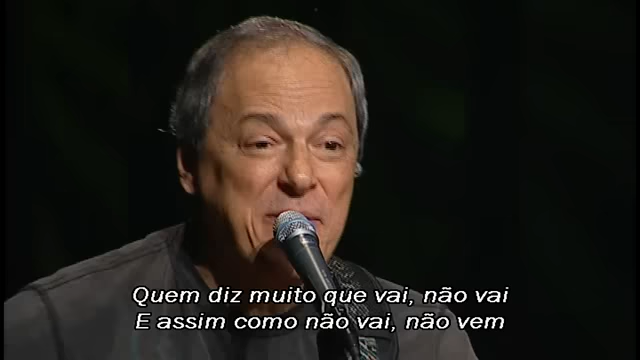 Quem diz muito que vai, não vai
E assim como não vai, não vem